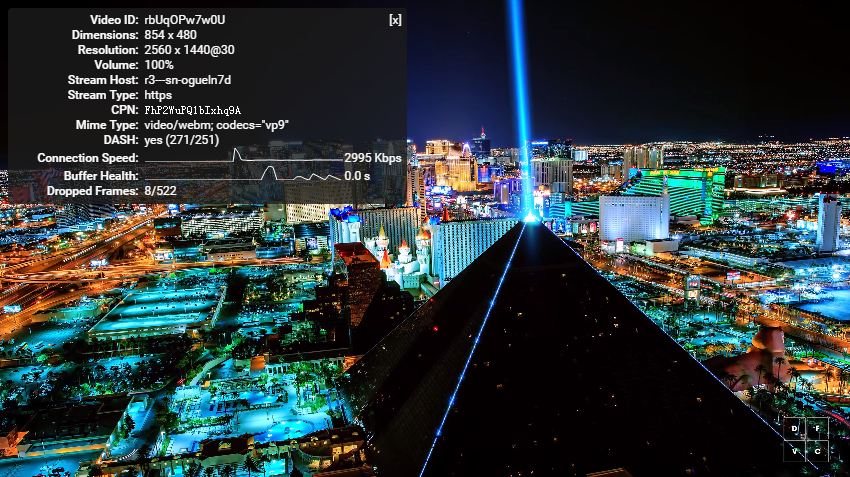 Video ID: rbUqOPw7w0U [x]
Dimensions: 854 x 480
Resolution: 2560 x 1440@30
Volume: 100%
Stream Host: r3---sn-ogueln7d
Stream Type: https
CPN: FhP2WuPQ1bIxhq9A
Mime Type: video/webm; codecs="vp9"
DASH: yes (271/251)
Connection Speed: 2995 Kbps
Buffer Health: 0.0 s
Dropped Frames: 8/522
D F
V C